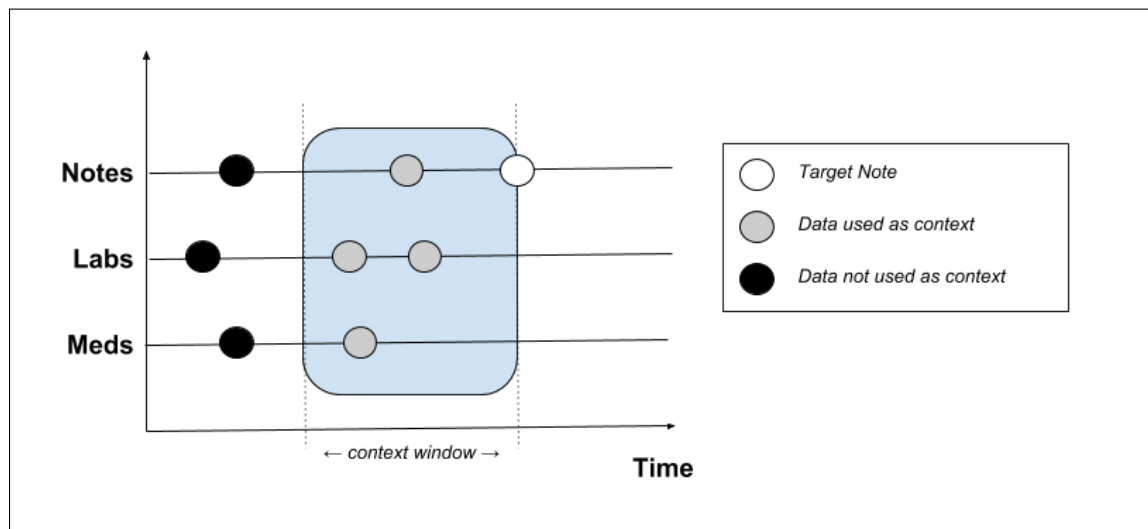 Notes
Labs
Meds
← context window →
Time
Target Note
Data used as context
Data not used as context